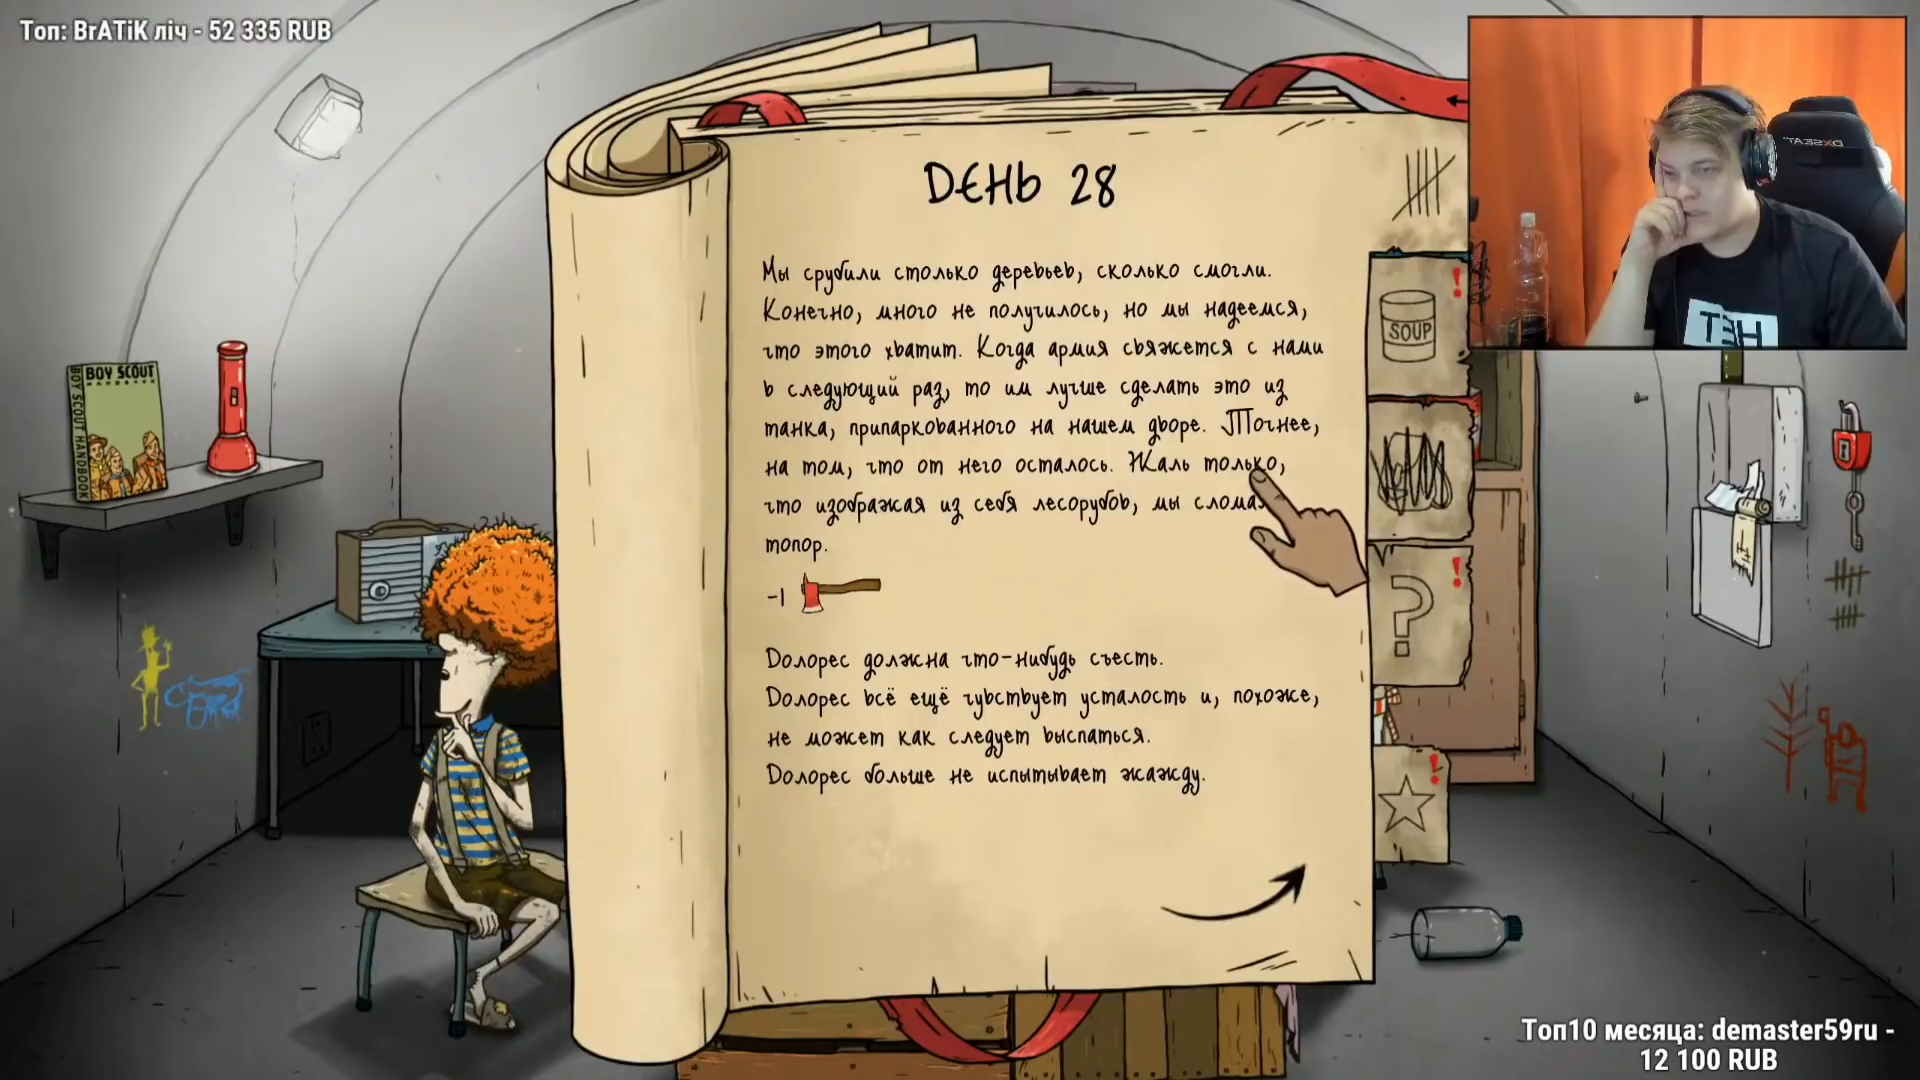 Топ: BrATiK ліч - 52 335 RUB
ДЕНЬ 28
Мы срубили столько деревьев, сколько смогли.
Конечно, много не получилось, но мы надеемся,
что этого хватит. Когда армия свяжется с нами
в следующий раз, то им лучше сделать это из
танка, припаркованного на нашем дворе. Точнее,
на том, что от него осталось. Жаль только,
что изображая из себя лесорубов, мы
топор.
-1
Долорес должна что-нибудь съесть.
Долорес всё ещё чувствует усталость и, похоже,
не может как следует выспаться.
Долорес больше не испытывает жажду.
SOUP
?
BOY SCOUT
HANDBOOK
BOY SCOUT HANDBOOK
DXSEAT
НЕТ
Топ10 месяца: demaster59ru -
12 100 RUB